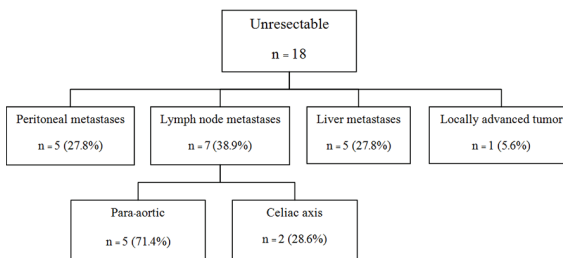 Unresectable
n = 18
Peritoneal metastases
n = 5 (27.8%)
Lymph node metastases
n = 7 (38.9%)
Liver metastases
n = 5 (27.8%)
Locally advanced tumor
n = 1 (5.6%)
Para-aortic
n = 5 (71.4%)
Celiac axis
n = 2 (28.6%)